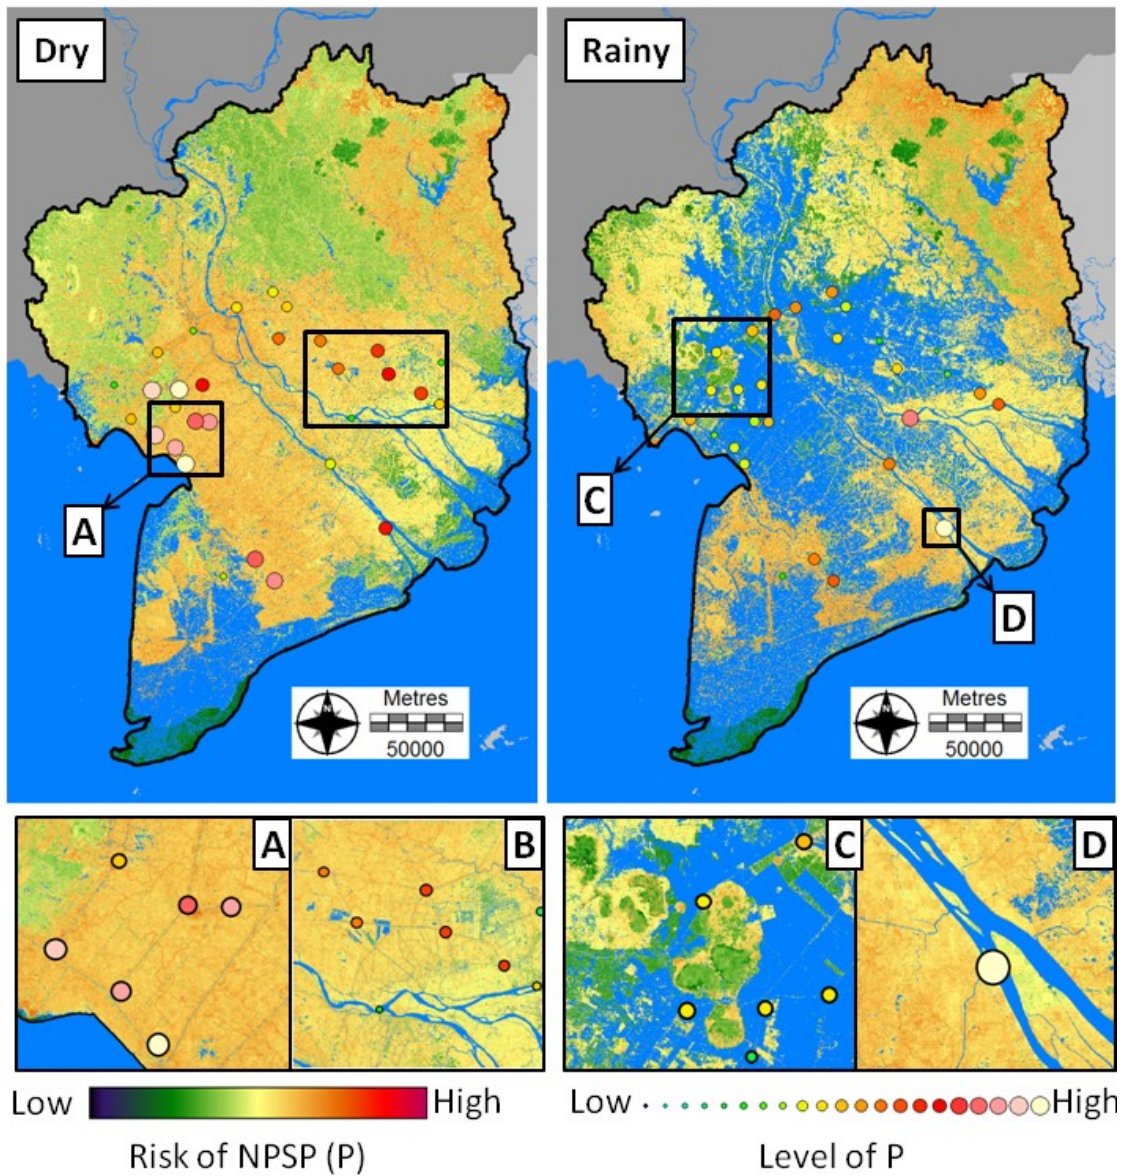 Dry
Rainy
A
C
D
N
Metres
50000
N
Metres
50000
A
B
C
D
Low
High
Low
High
Risk of NPSP (P)
Level of P